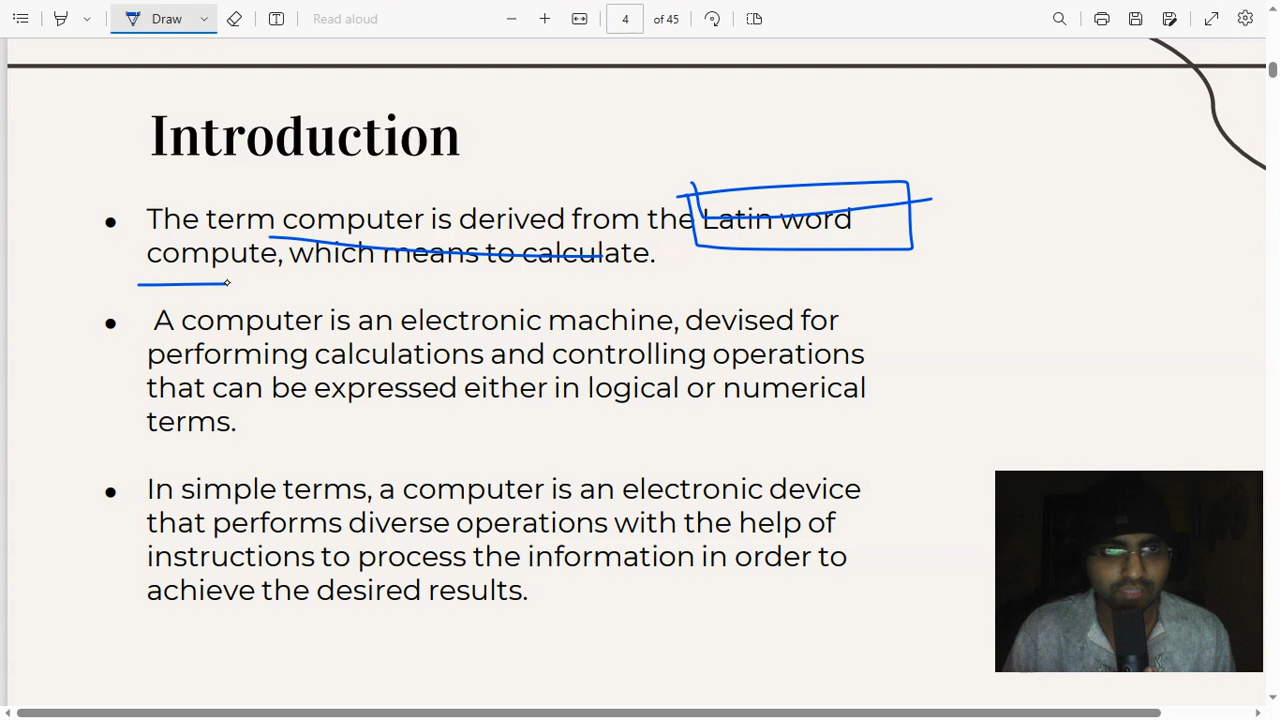 Draw
Read aloud
4 of 45
Introduction
• The term computer is derived from the Latin word
compute, which means to calculate.
• A computer is an electronic machine, devised for
performing calculations and controlling operations
that can be expressed either in logical or numerical
terms.
• In simple terms, a computer is an electronic device
that performs diverse operations with the help of
instructions to process the information in order to
achieve the desired results.